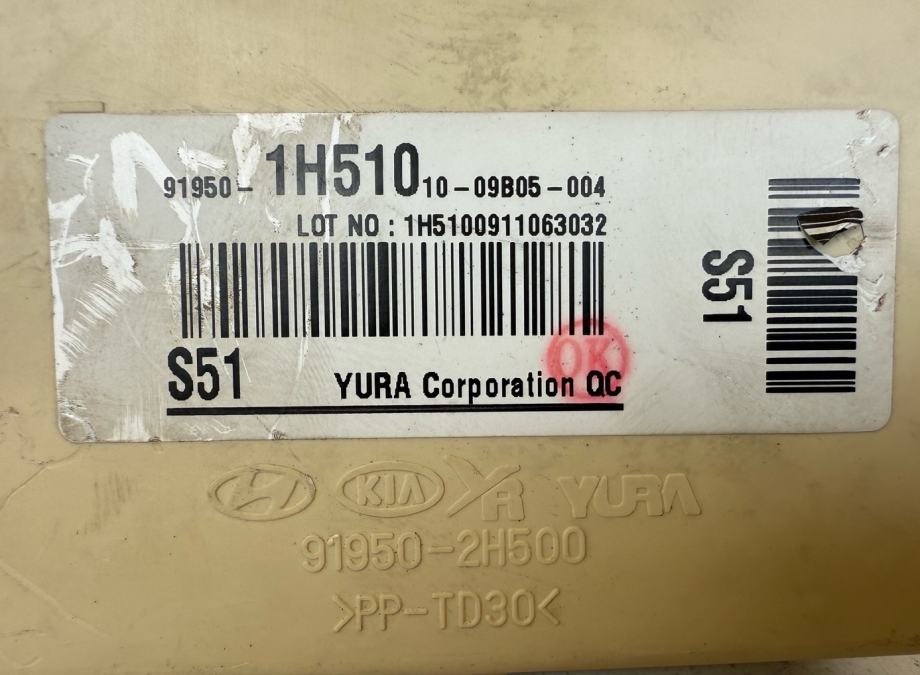 91950-1H510 10-09B05-004
LOT NO : 1H5100911063032
S51
YURA Corporation QC
OK
S51
KIA YURA
91950-2H500
>PP-TD30<